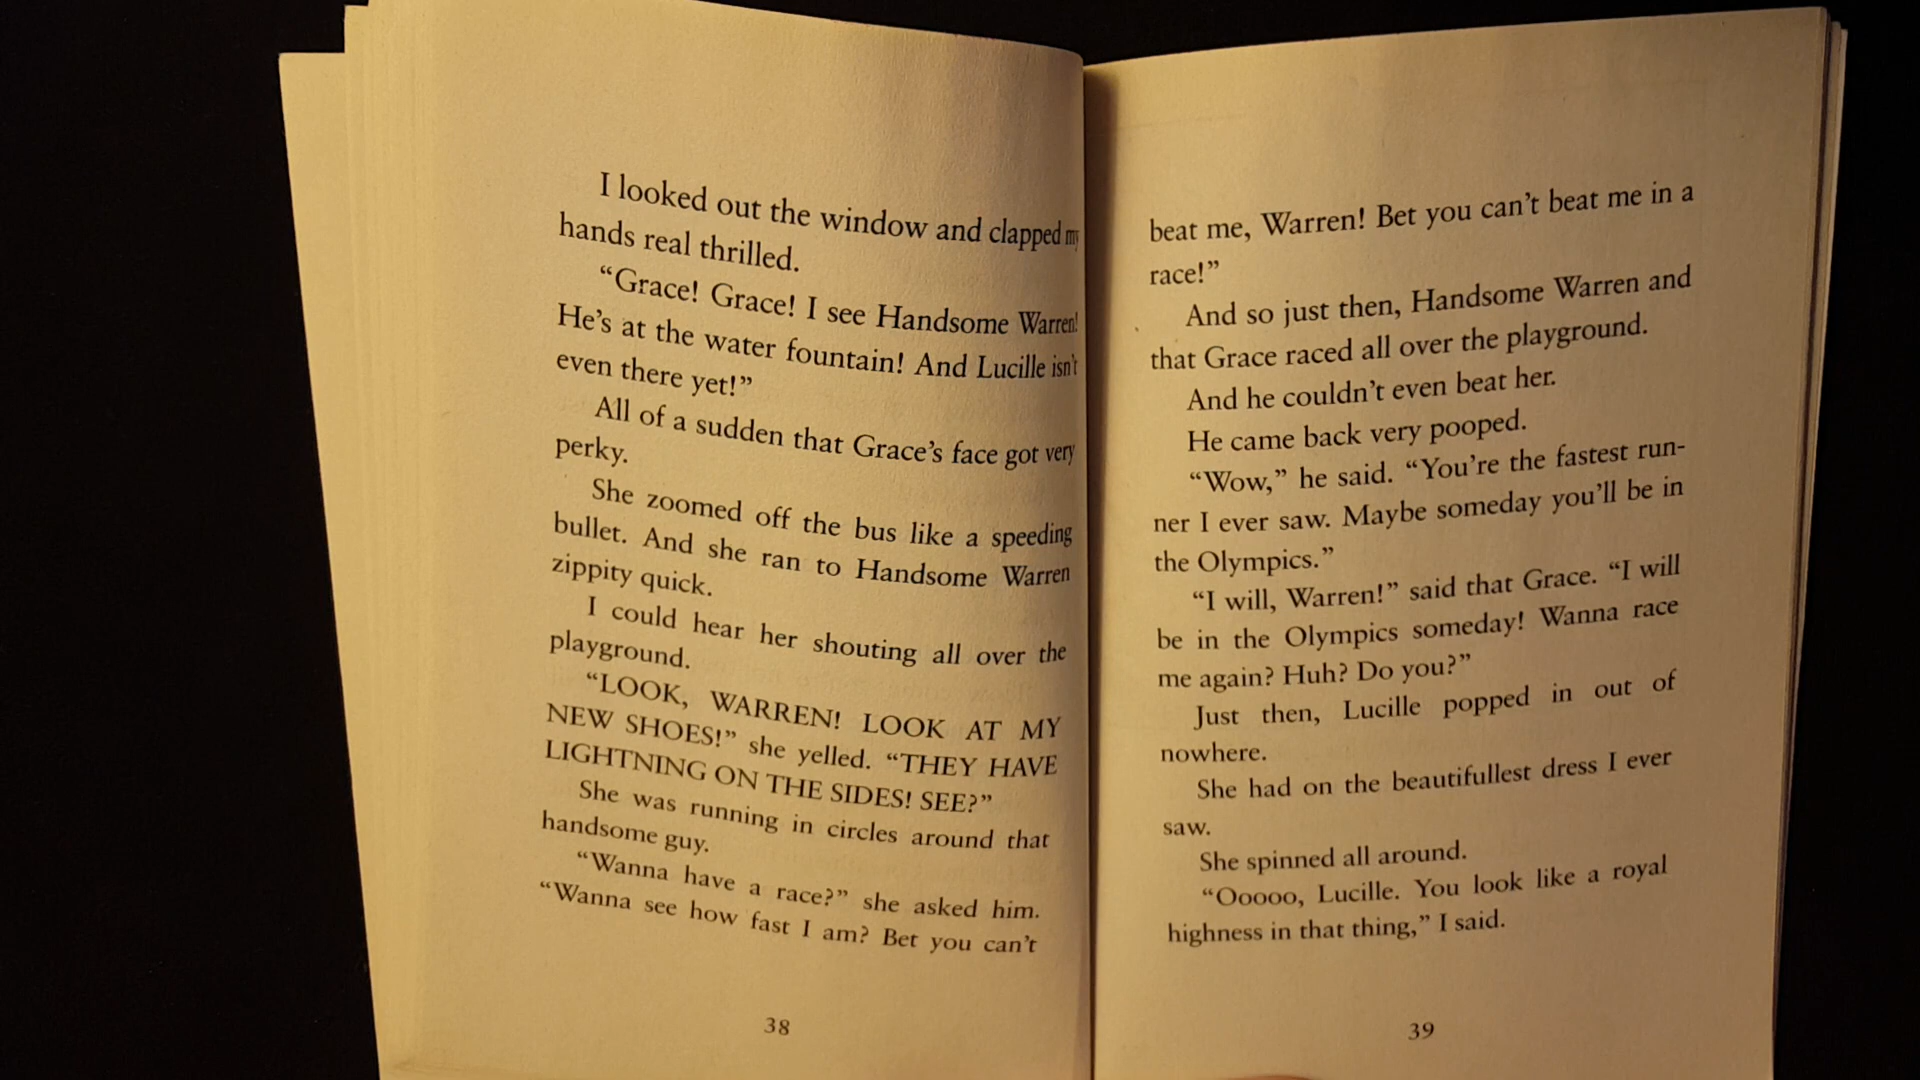 I looked out the window and clapped my
hands real thrilled.
“Grace! Grace! I see Handsome Warren!
He’s at the water fountain! And Lucille isn’t
even there yet!”
All of a sudden that Grace’s face got very
perky.
She zoomed off the bus like a speeding
bullet. And she ran to Handsome Warren
zippity quick.
I could hear her shouting all over the
playground.
“LOOK, WARREN! LOOK AT MY
NEW SHOES!” she yelled. “THEY HAVE
LIGHTNING ON THE SIDES! SEE?”
She was running in circles around that
handsome guy.
“Wanna have a race?” she asked him.
“Wanna see how fast I am? Bet you can’t
38
beat me, Warren! Bet you can’t beat me in a
race!”
And so just then, Handsome Warren and
that Grace raced all over the playground.
And he couldn’t even beat her.
He came back very pooped.
“Wow,” he said. “You’re the fastest run-
ner I ever saw. Maybe someday you’ll be in
the Olympics.”
“I will, Warren!” said that Grace. “I will
be in the Olympics someday! Wanna race
me again? Huh? Do you?”
Just then, Lucille popped in out of
nowhere.
She had on the beautifullest dress I ever
saw.
She spinned all around.
“Ooooo, Lucille. You look like a royal
highness in that thing,” I said.
39